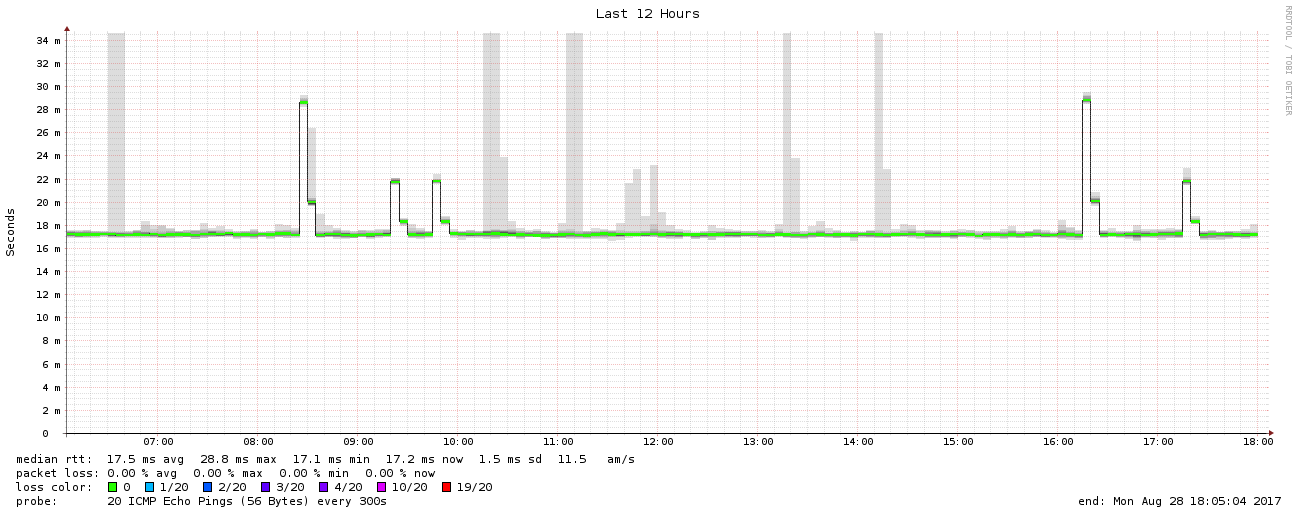 Last 12 Hours
RRDTOOL / TOBI OETIKER
Seconds
34 m
32 m
30 m
28 m
26 m
24 m
22 m
20 m
18 m
16 m
14 m
12 m
10 m
8 m
6 m
4 m
2 m
0
07:00 08:00 09:00 10:00 11:00 12:00 13:00 14:00 15:00 16:00 17:00 18:00
median rtt: 17.5 ms avg 28.8 ms max 17.1 ms min 17.2 ms now 1.5 ms sd 11.5 am/s
packet loss: 0.00 % avg 0.00 % max 0.00 % min 0.00 % now
loss color: 0 1/20 2/20 3/20 4/20 10/20 19/20
probe: 20 ICMP Echo Pings (56 Bytes) every 300s end: Mon Aug 28 18:05:04 2017